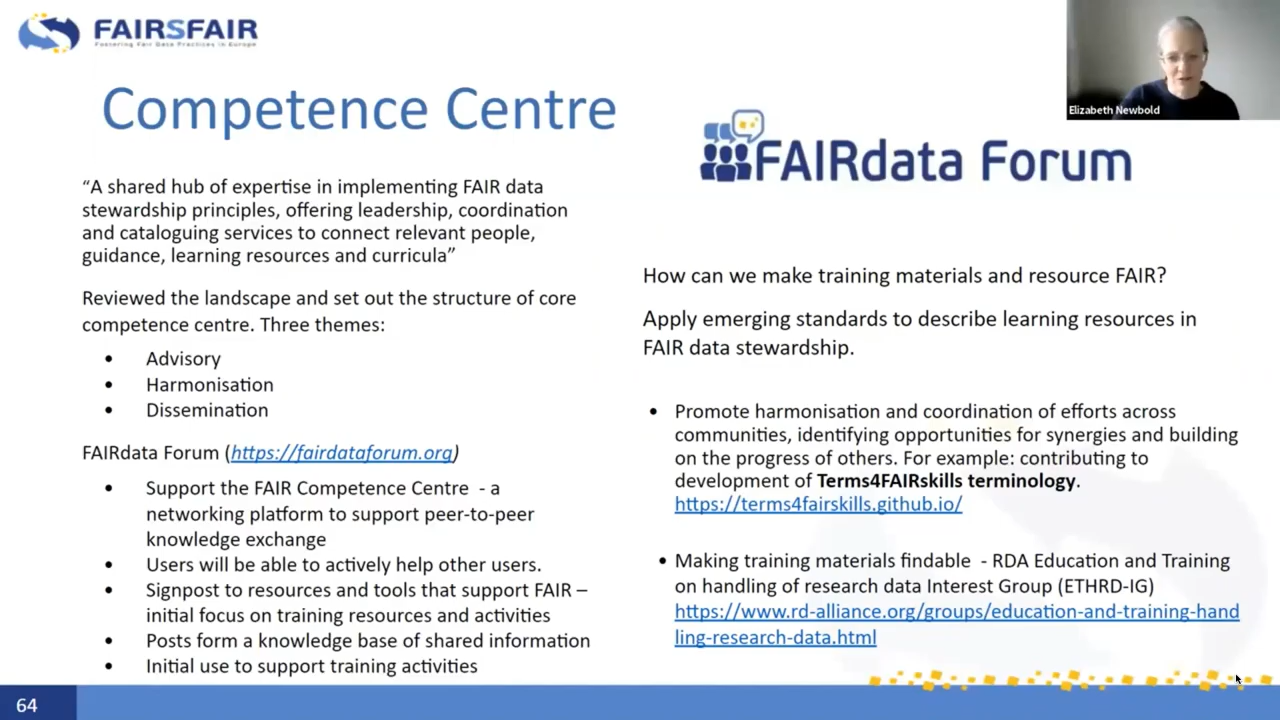 FAIRSFAIR
Fostering Fair Data Practices in Europe
Elizabeth Newbold
Competence Centre
FAIRdata Forum
“A shared hub of expertise in implementing FAIR data
stewardship principles, offering leadership, coordination
and cataloguing services to connect relevant people,
guidance, learning resources and curricula”
Reviewed the landscape and set out the structure of core
competence centre. Three themes:
• Advisory
• Harmonisation
• Dissemination
FAIRdata Forum (https://fairdataforum.org)
• Support the FAIR Competence Centre - a
networking platform to support peer-to-peer
knowledge exchange
• Users will be able to actively help other users.
• Signpost to resources and tools that support FAIR –
initial focus on training resources and activities
• Posts form a knowledge base of shared information
• Initial use to support training activities
How can we make training materials and resource FAIR?
Apply emerging standards to describe learning resources in
FAIR data stewardship.
• Promote harmonisation and coordination of efforts across
communities, identifying opportunities for synergies and building
on the progress of others. For example: contributing to
development of Terms4FAIRskills terminology.
https://terms4fairskills.github.io/
• Making training materials findable - RDA Education and Training
on handling of research data Interest Group (ETHRD-IG)
https://www.rd-alliance.org/groups/education-and-training-hand
ling-research-data.html
64